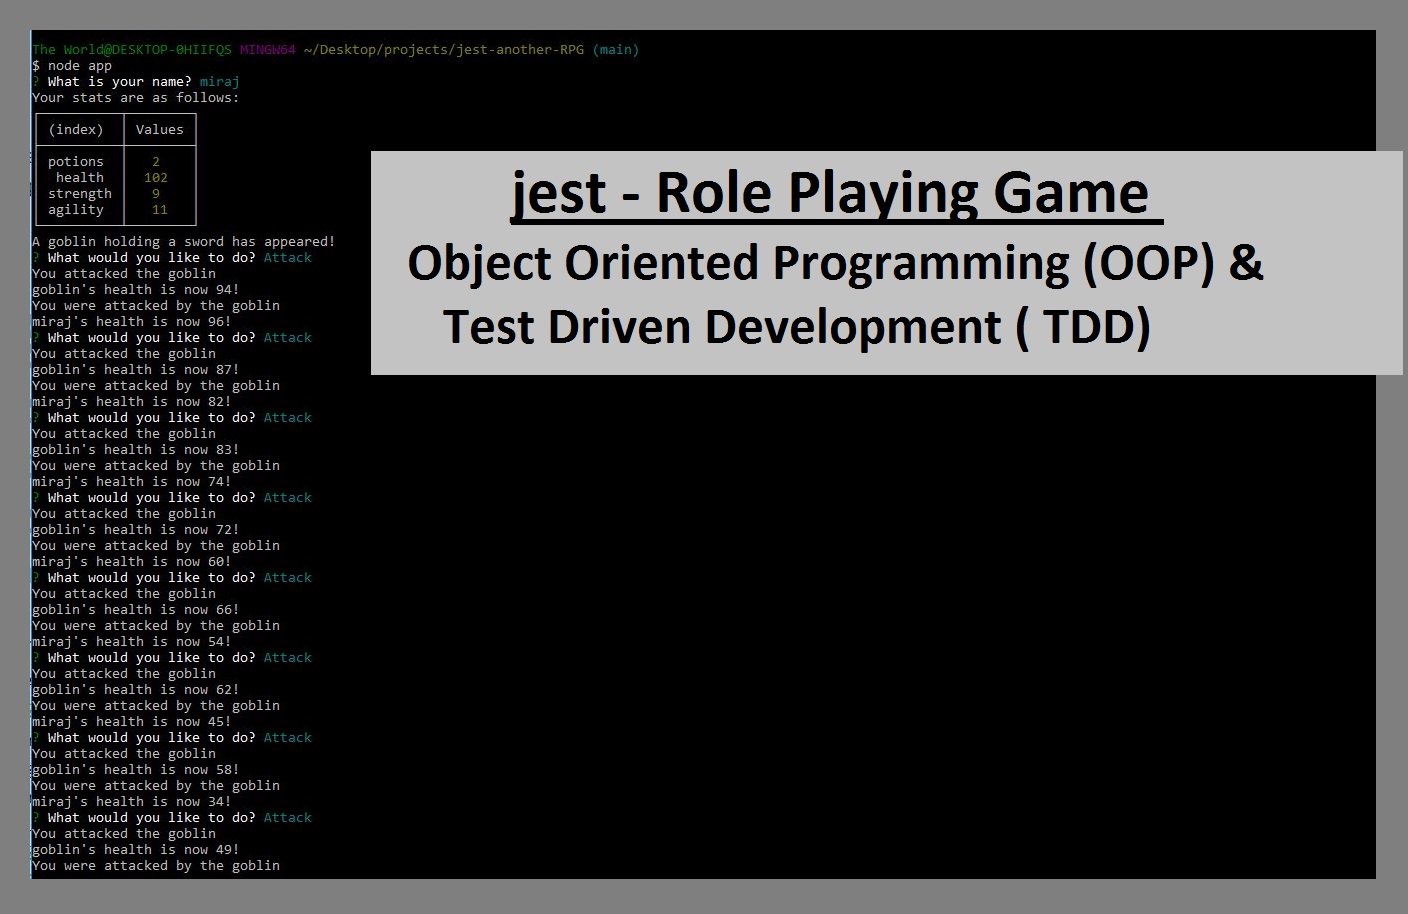 The World@DESKTOP-0HIIFQS MINGW64 ~/Desktop/projects/jest-another-RPG (main)
$ node app
? What is your name? miraj
Your stats are as follows:
(index) Values
potions 2
health 102
strength 9
agility 11
jest - Role Playing Game
Object Oriented Programming (OOP) &
Test Driven Development ( TDD)
A goblin holding a sword has appeared!
? What would you like to do? Attack
You attacked the goblin
goblin's health is now 94!
You were attacked by the goblin
miraj's health is now 96!
? What would you like to do? Attack
You attacked the goblin
goblin's health is now 87!
You were attacked by the goblin
miraj's health is now 82!
? What would you like to do? Attack
You attacked the goblin
goblin's health is now 83!
You were attacked by the goblin
miraj's health is now 74!
? What would you like to do? Attack
You attacked the goblin
goblin's health is now 72!
You were attacked by the goblin
miraj's health is now 60!
? What would you like to do? Attack
You attacked the goblin
goblin's health is now 66!
You were attacked by the goblin
miraj's health is now 54!
? What would you like to do? Attack
You attacked the goblin
goblin's health is now 62!
You were attacked by the goblin
miraj's health is now 45!
? What would you like to do? Attack
You attacked the goblin
goblin's health is now 58!
You were attacked by the goblin
miraj's health is now 34!
? What would you like to do? Attack
You attacked the goblin
goblin's health is now 49!
You were attacked by the goblin